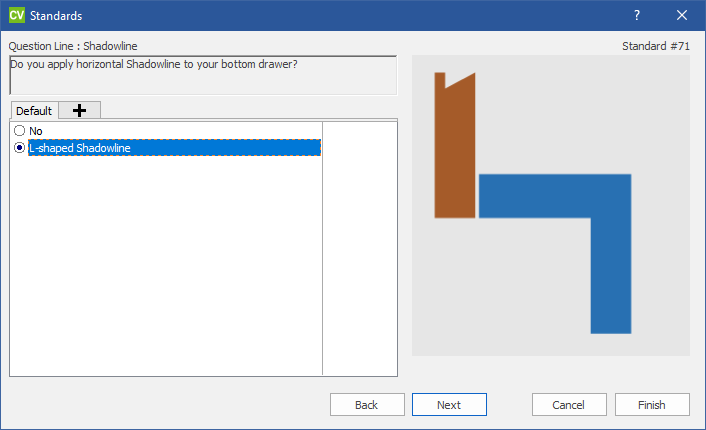 CV Standards ?
Question Line : Shadowline Standard #71
Do you apply horizontal Shadowline to your bottom drawer?
Default
No
L-shaped Shadowline
Back Next Cancel Finish